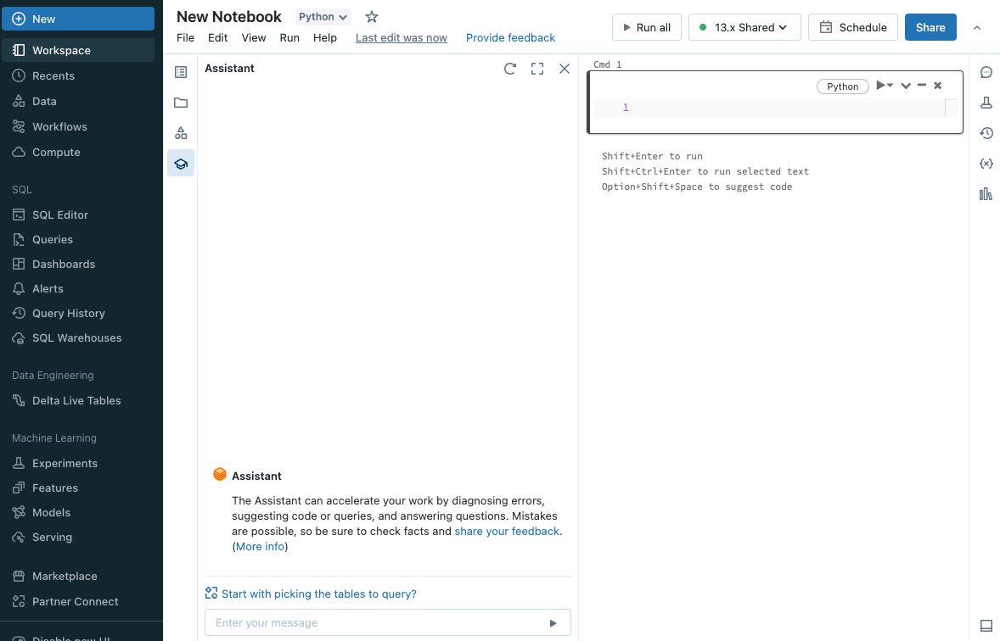 New
Workspace
Recents
Data
Workflows
Compute
SQL
SQL Editor
Queries
Dashboards
Alerts
Query History
SQL Warehouses
Data Engineering
Delta Live Tables
Machine Learning
Experiments
Features
Models
Serving
Marketplace
Partner Connect
Disable new UI
New Notebook Python
File Edit View Run Help Last edit was now Provide feedback
Run all 13.x Shared Schedule Share
Assistant
Assistant
The Assistant can accelerate your work by diagnosing errors,
suggesting code or queries, and answering questions. Mistakes
are possible, so be sure to check facts and share your feedback.
(More info)
Start with picking the tables to query?
Enter your message
Cmd 1
Python
1
Shift+Enter to run
Shift+Ctrl+Enter to run selected text
Option+Shift+Space to suggest code